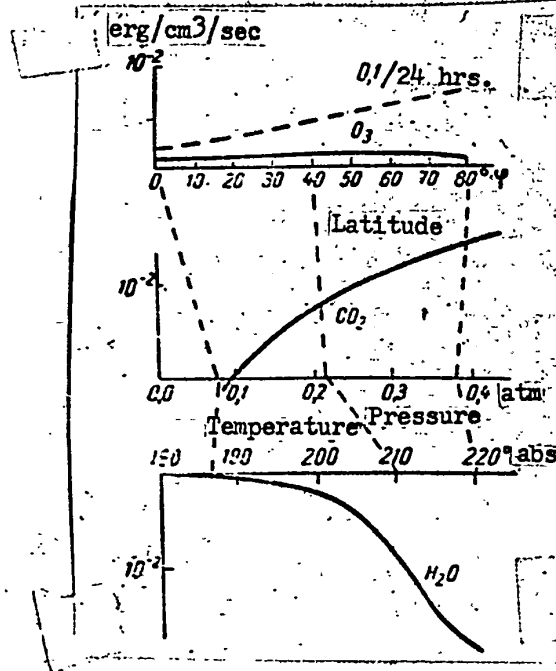 erg/cm3/sec
10⁻²
0,1/24 hrs.
O₃
0 10 20 30 40 50 60 70 80°φ
Latitude
10⁻²
CO₂
0,0 0,1 0,2 0,3 0,4 atm
Temperature Pressure
190 200 210 220° abs
10⁻²
H₂O